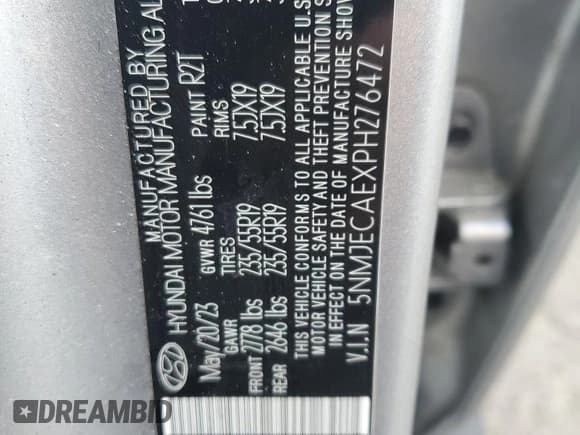 MANUFACTURED BY
HYUNDAI MOTOR MANUFACTURING AL
May/20/23 GVWR 4761 lbs PAINT R2T
GAWR TIRES RIMS
FRONT 2778 lbs 235/55R19 7.5JX19
REAR 2646 lbs 235/55R19 7.5JX19
THIS VEHICLE CONFORMS TO ALL APPLICABLE U.S
MOTOR VEHICLE SAFETY AND THEFT PREVENTION S
IN EFFECT ON THE DATE OF MANUFACTURE SHOW
V.I.N 5NMJECAEXPH276472
DREAMBID